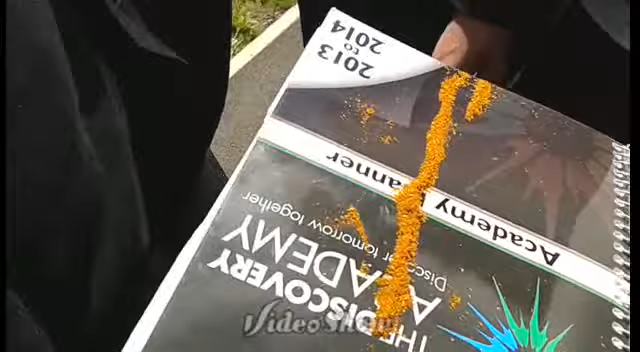 2013
to
2014
Academy Planner
Discover tomorrow together
THE DISCOVERY
ACADEMY
VideoShow